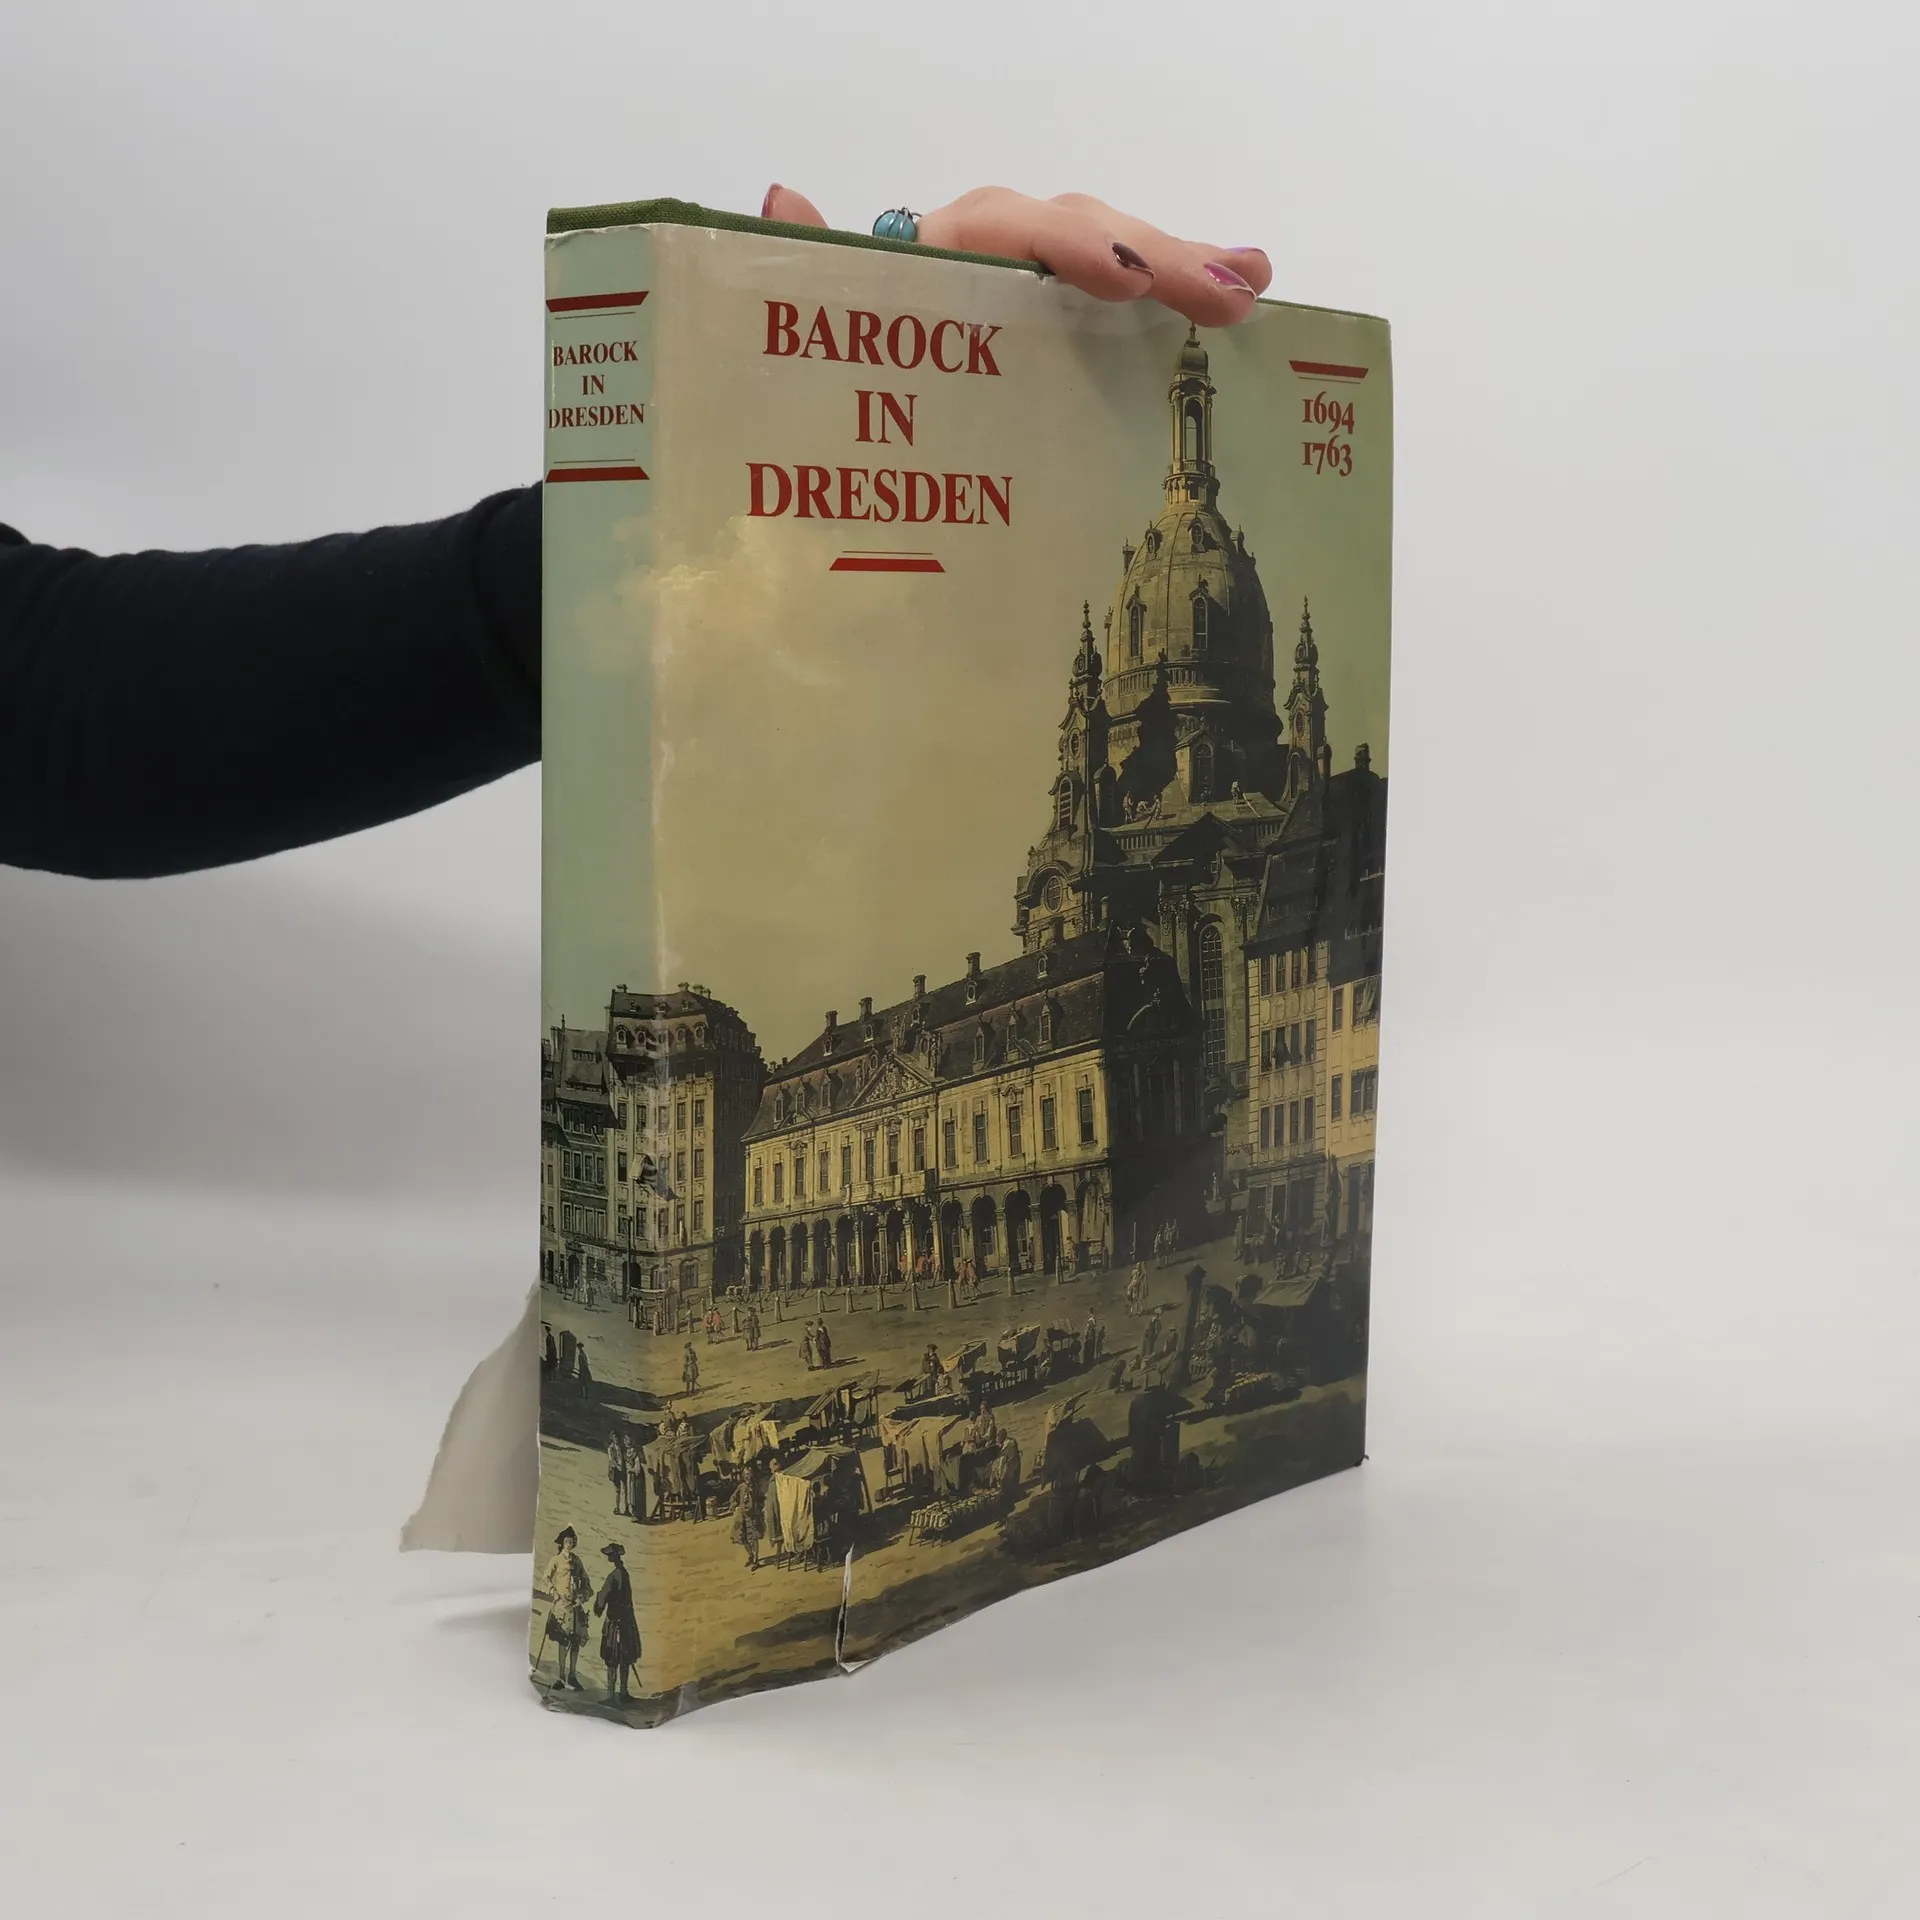 BAROCK
IN
DRESDEN
BAROCK
IN
DRESDEN
1694
1763